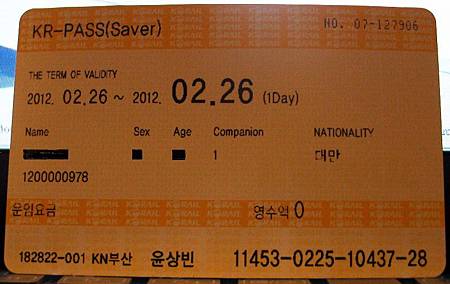 KR-PASS(Saver) NO. 07-127906
THE TERM OF VALIDITY
2012. 02.26 ~ 2012. 02.26 (1Day)
Name Sex Age Companion NATIONALITY
1 대만
1200000978
운임요금 영수액 0
182822-001 KN부산 윤상빈 11453-0225-10437-28